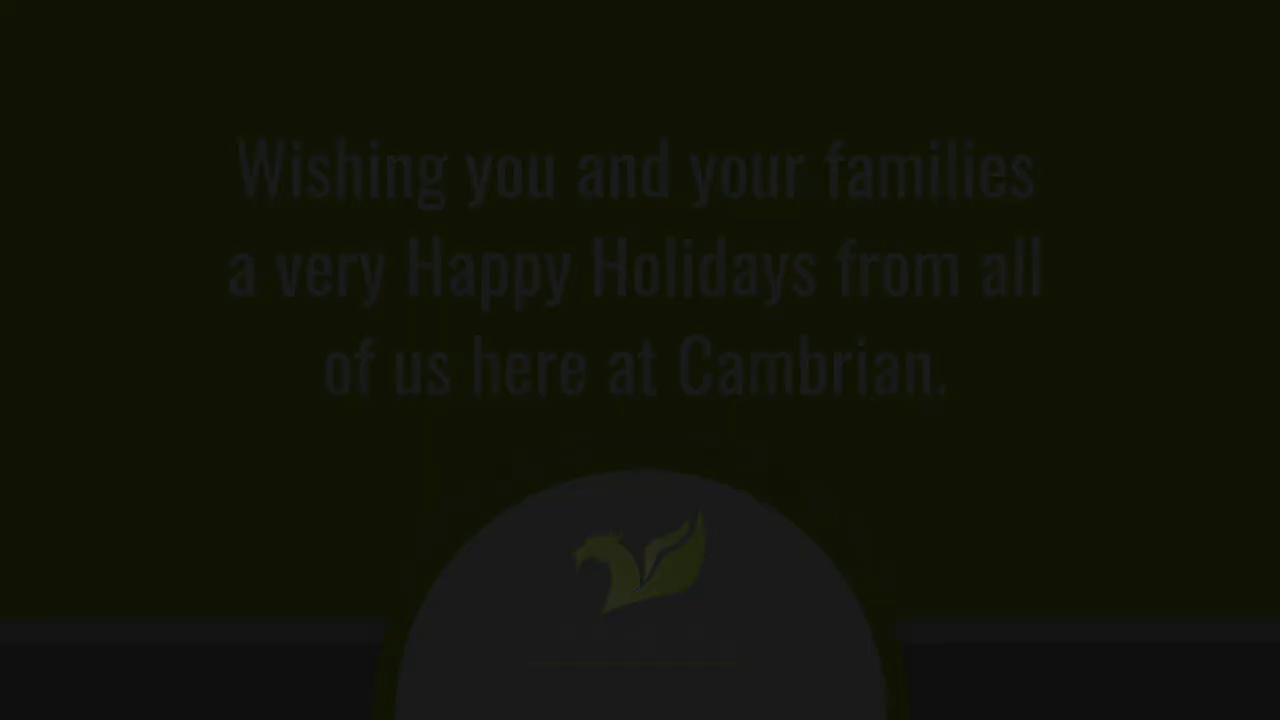 Wishing you and your families
a very Happy Holidays from all
of us here at Cambrian.